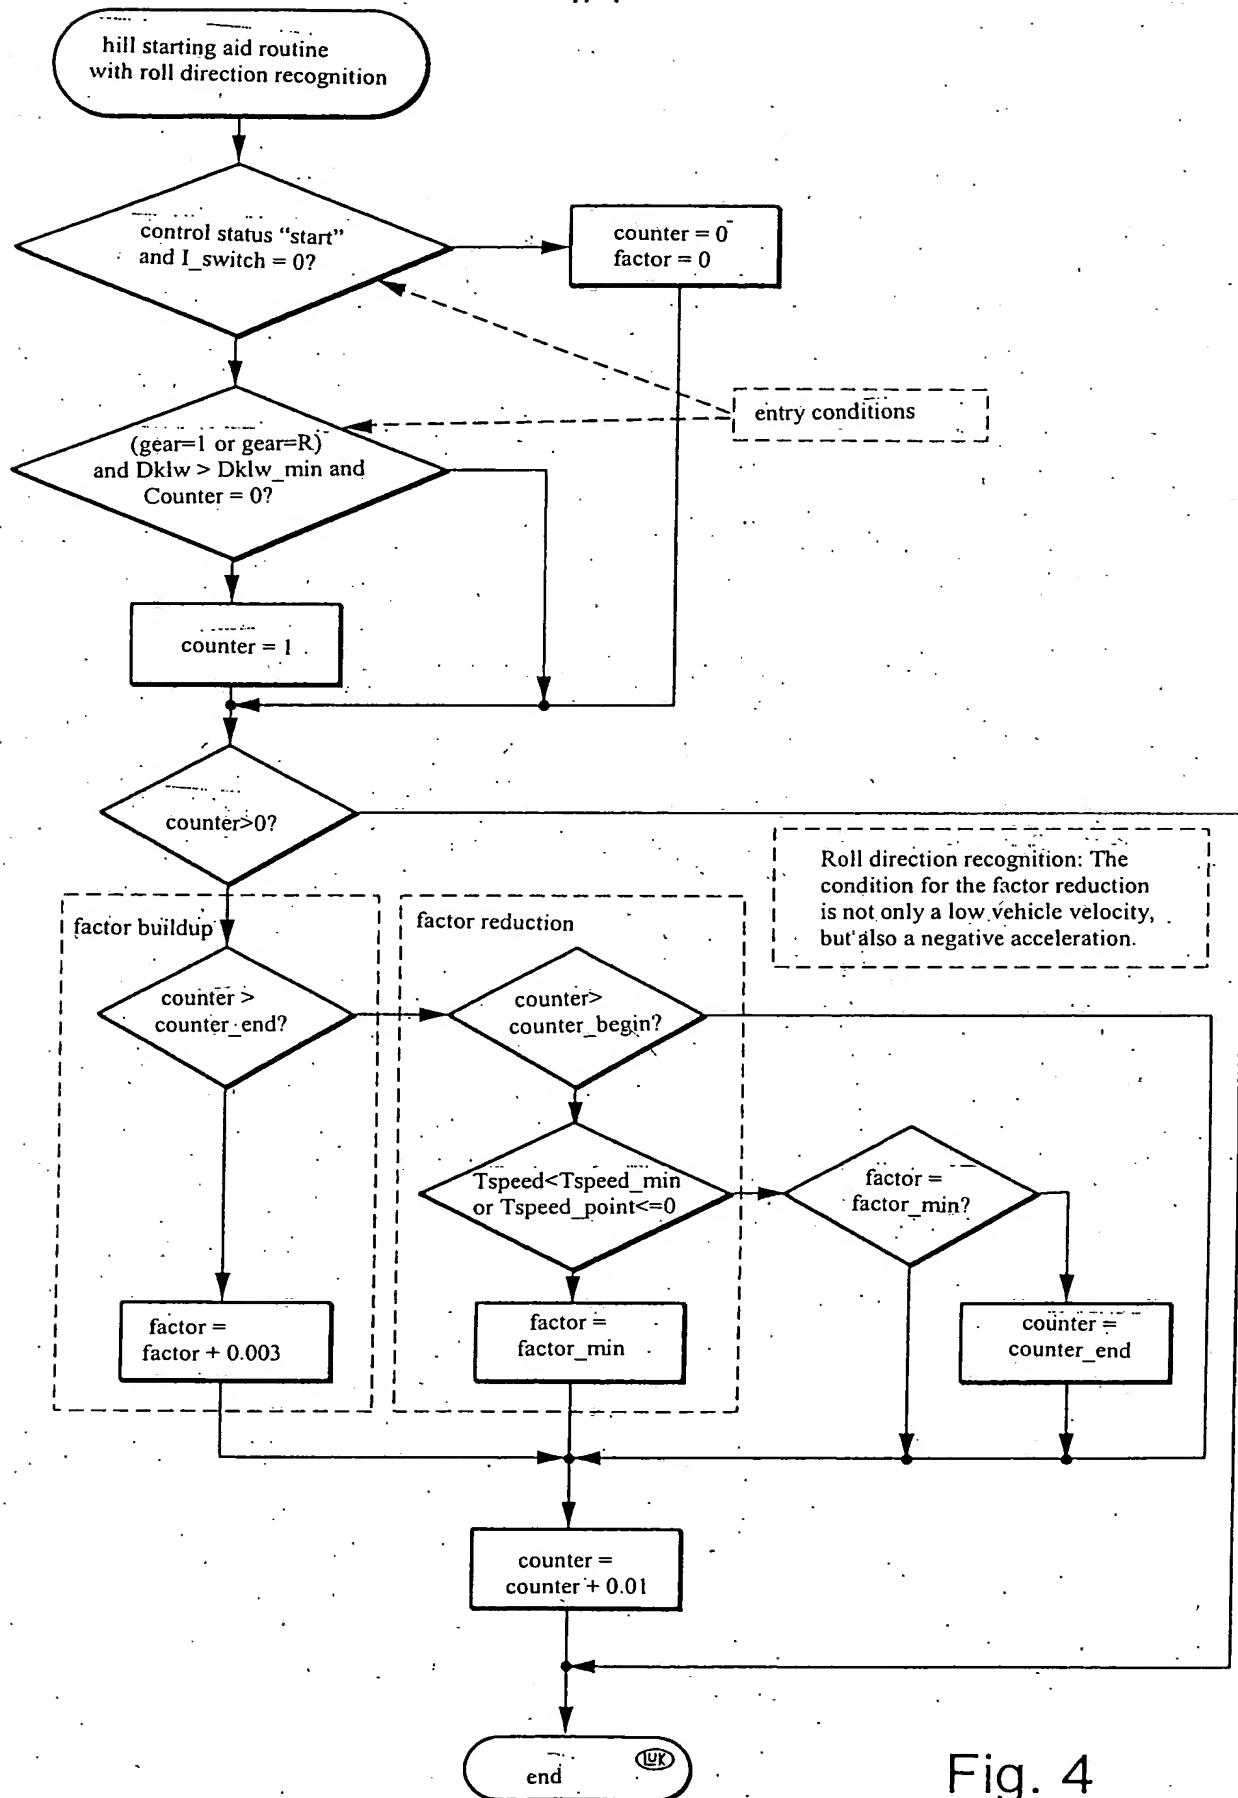 hill starting aid routine
with roll direction recognition
control status "start"
and I_switch = 0?
counter = 0
factor = 0
entry conditions
(gear=1 or gear=R)
and Dklw > Dklw_min and
Counter = 0?
counter = 1
counter>0?
Roll direction recognition: The
condition for the factor reduction
is not only a low vehicle velocity,
but also a negative acceleration.
factor buildup
factor reduction
counter >
counter_end?
counter>
counter_begin?
Tspeed<Tspeed_min
or Tspeed_point<=0
factor =
factor_min?
factor =
factor + 0.003
factor =
factor_min
counter =
counter_end
counter =
counter + 0.01
end
LUK
Fig. 4